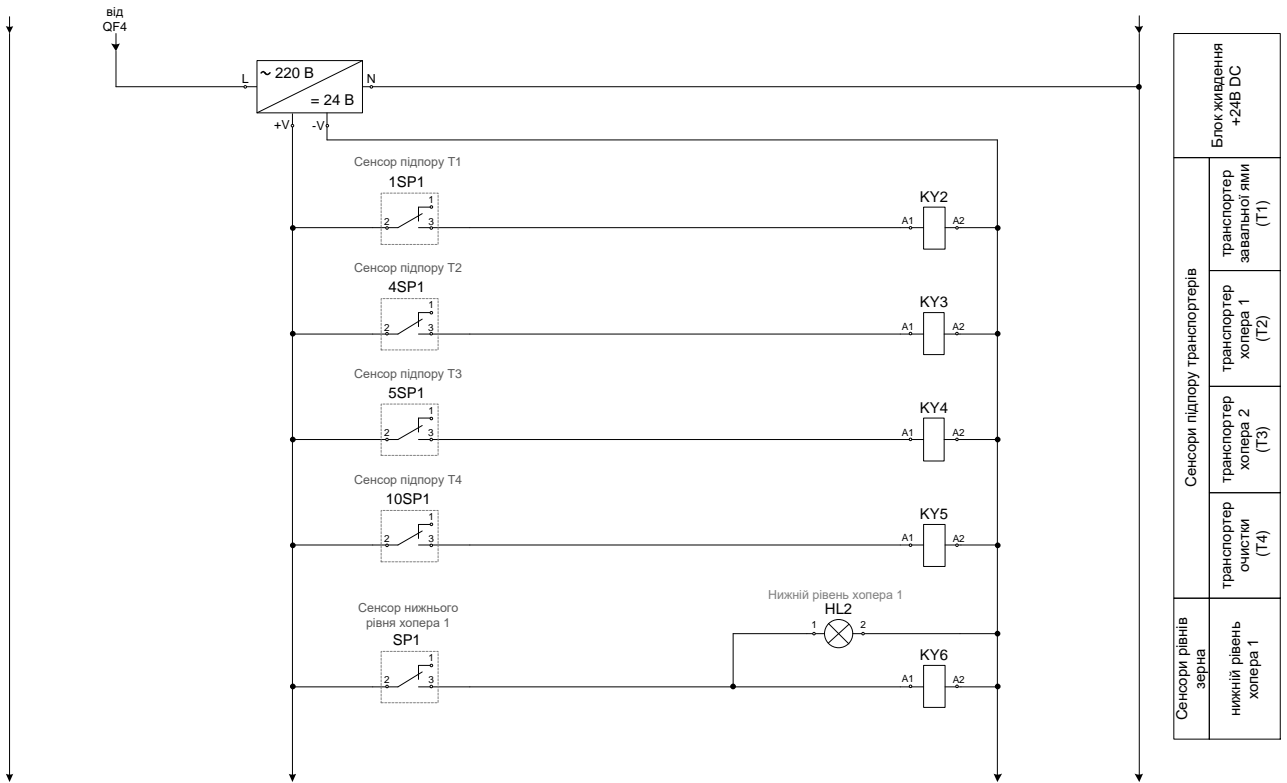 від
QF4
L
~ 220 В
= 24 В
N
+V
-V
Сенсор підпору Т1
1SP1
1
2
3
KY2
A1
A2
Сенсор підпору Т2
4SP1
1
2
3
KY3
A1
A2
Сенсор підпору Т3
5SP1
1
2
3
KY4
A1
A2
Сенсор підпору Т4
10SP1
1
2
3
KY5
A1
A2
Сенсор нижнього
рівня хопера 1
SP1
1
2
3
Нижній рівень хопера 1
HL2
1
2
KY6
A1
A2
Блок живдення
+24В DC
Сенсори підпору транспортерів
транспортер
завальної ями
(Т1)
транспортер
хопера 1
(Т2)
транспортер
хопера 2
(Т3)
транспортер
очистки
(Т4)
Сенсори рівнів
зерна
нижній рівень
хопера 1